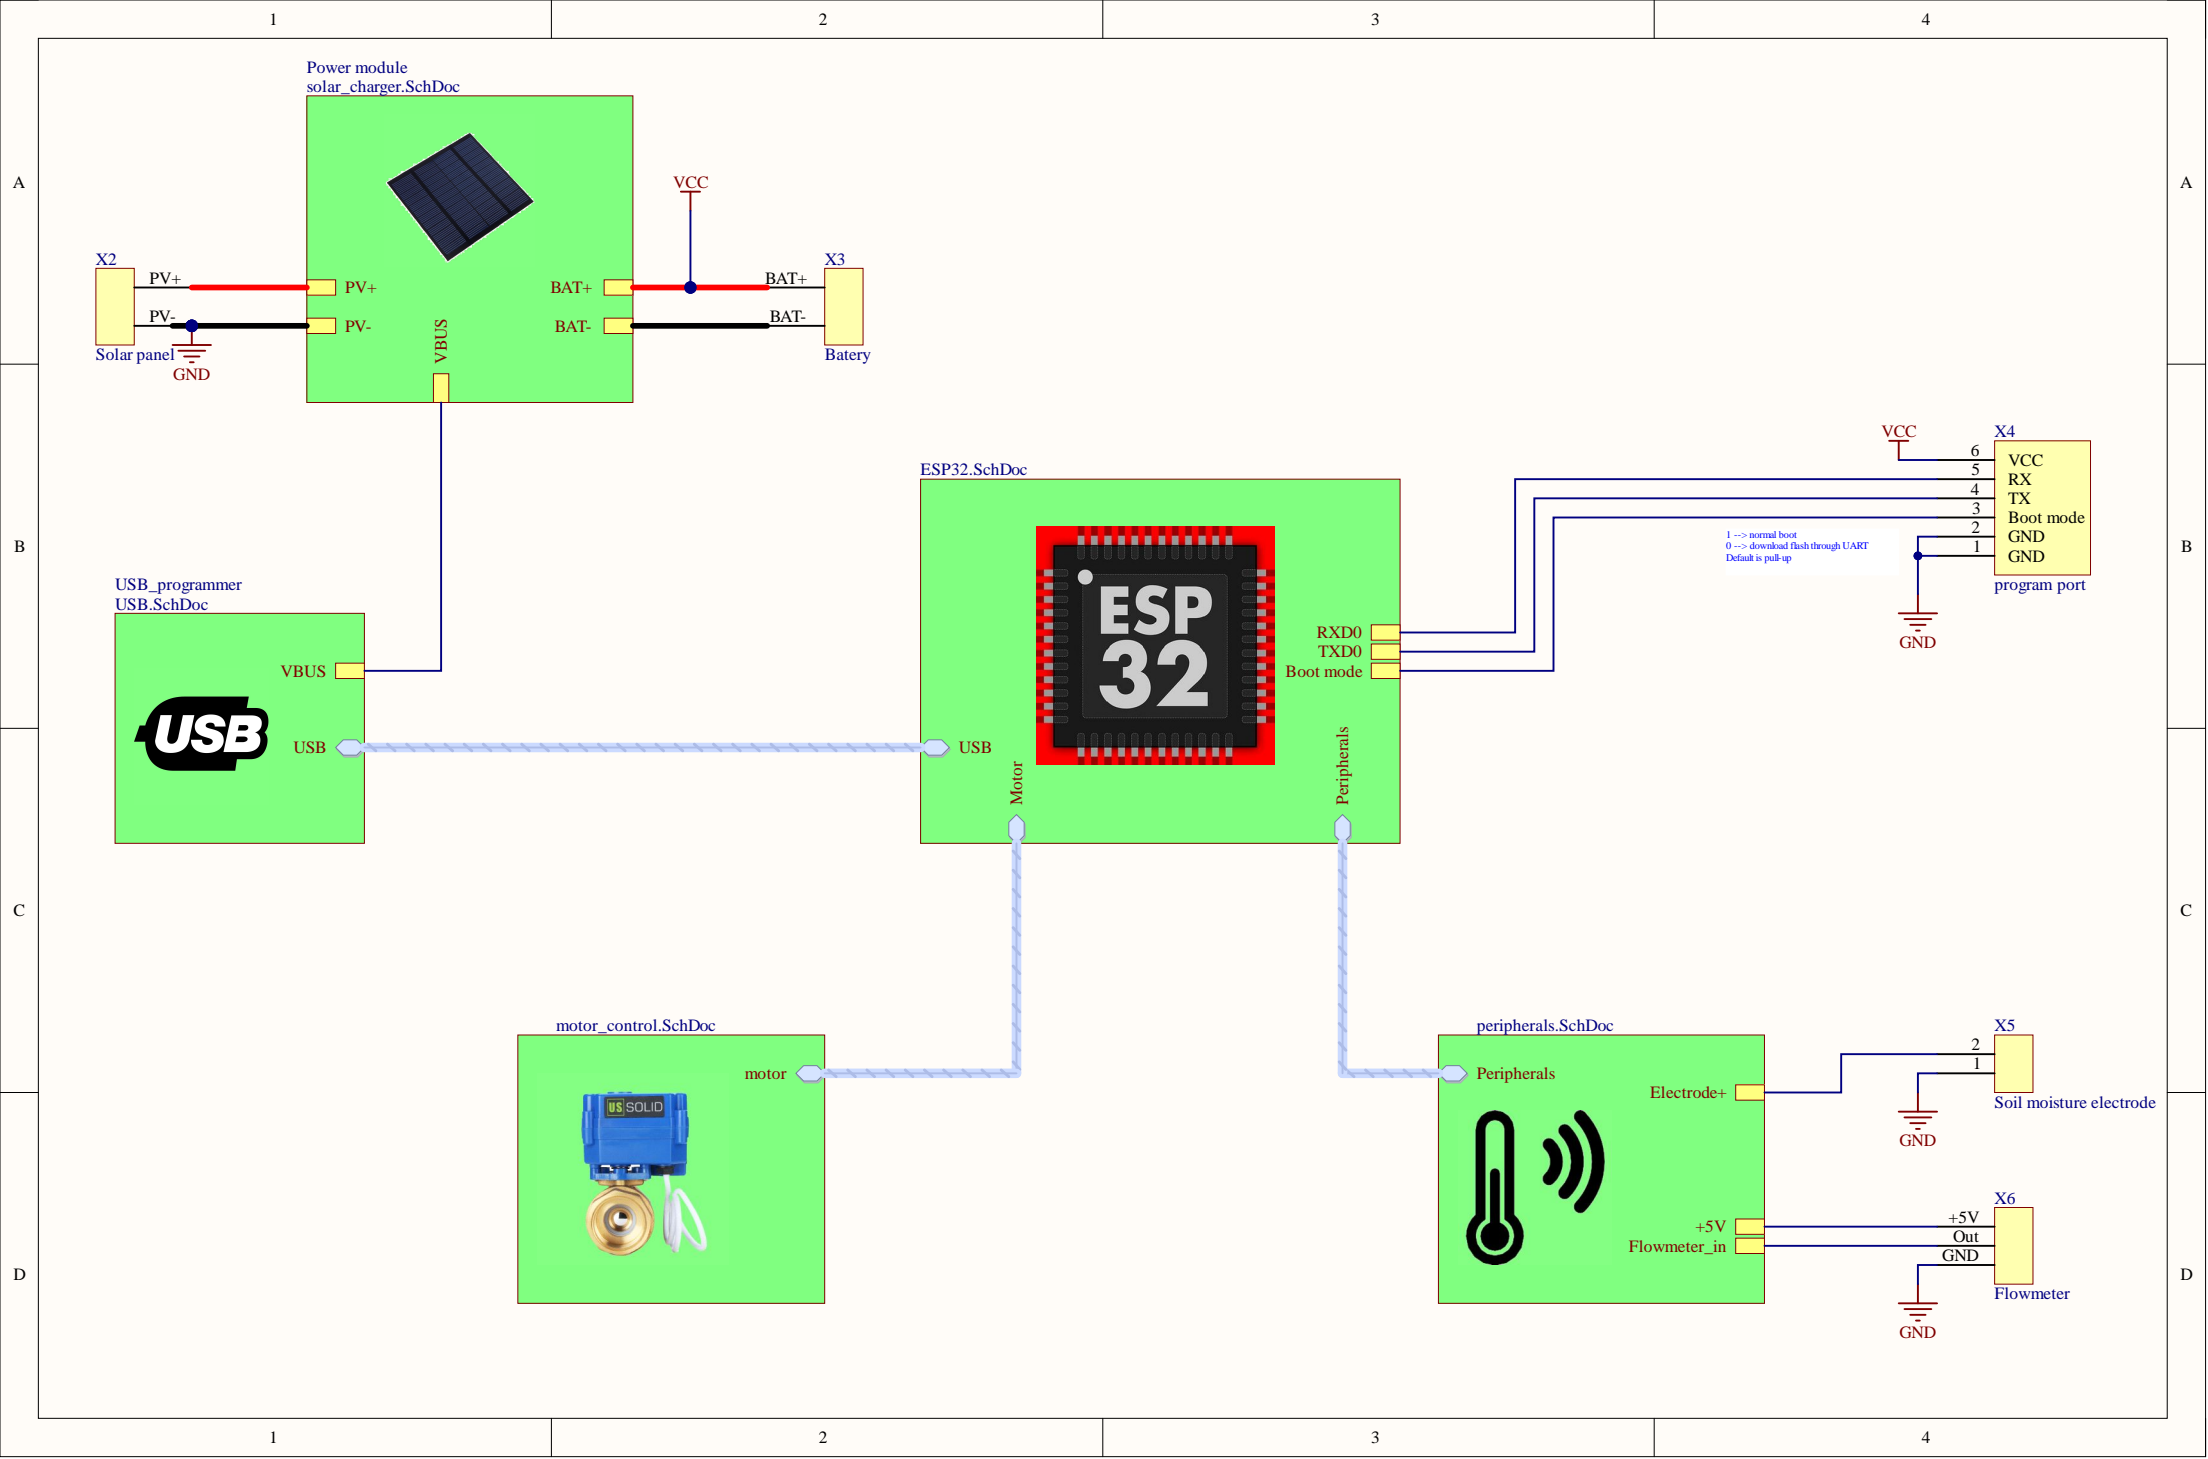 1
2
3
4
A
A
Power module
solar_charger.SchDoc
VCC
X2
PV+
PV-
Solar panel
GND
PV+
PV-
VBUS
BAT+
BAT-
BAT+
BAT-
X3
Batery
B
B
USB_programmer
USB.SchDoc
VBUS
USB
USB
ESP32.SchDoc
ESP
32
RXD0
TXD0
Boot mode
USB
Motor
Peripherals
VCC
X4
6
VCC
5
RX
4
TX
3
Boot mode
2
GND
1
GND
program port
GND
1 --> normal boot
0 --> download flash through UART
Default is pull-up
C
C
motor_control.SchDoc
motor
US SOLID
peripherals.SchDoc
Peripherals
Electrode+
+5V
Flowmeter_in
X5
2
1
Soil moisture electrode
GND
X6
+5V
Out
GND
Flowmeter
GND
D
D
1
2
3
4